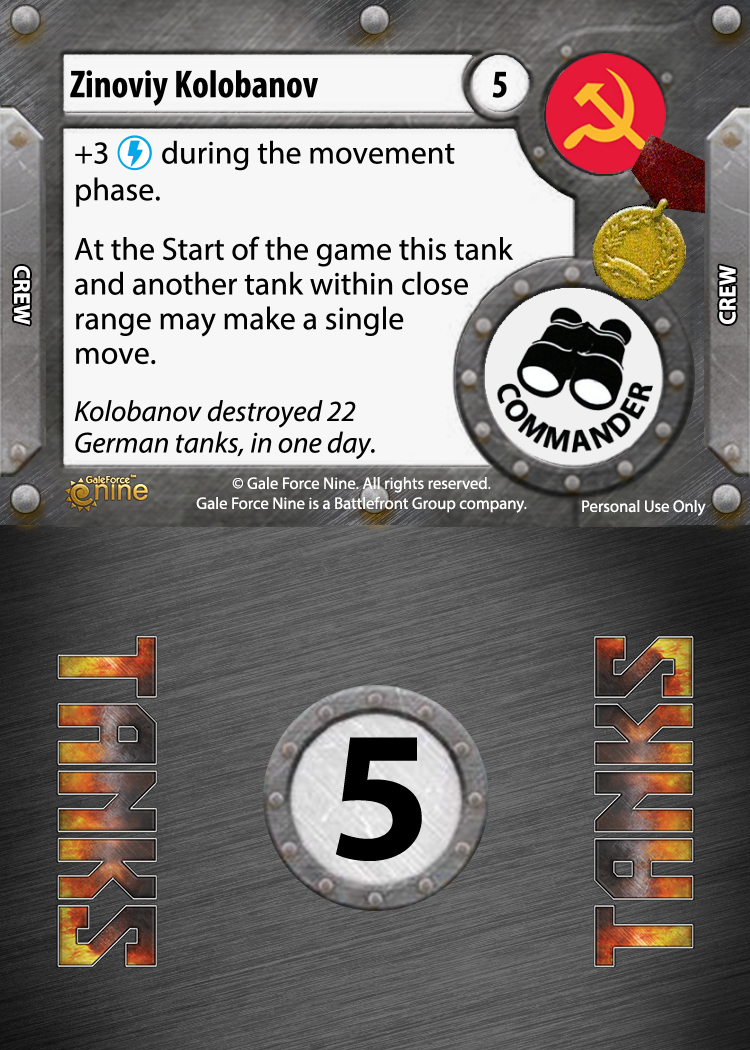 Zinoviy Kolobanov
5
+3 during the movement
phase.
At the Start of the game this tank
and another tank within close
range may make a single
move.
Kolobanov destroyed 22
German tanks, in one day.
CREW
CREW
COMMANDER
GaleForce™
nine
© Gale Force Nine. All rights reserved.
Gale Force Nine is a Battlefront Group company.
Personal Use Only
TANKS
5
TANKS